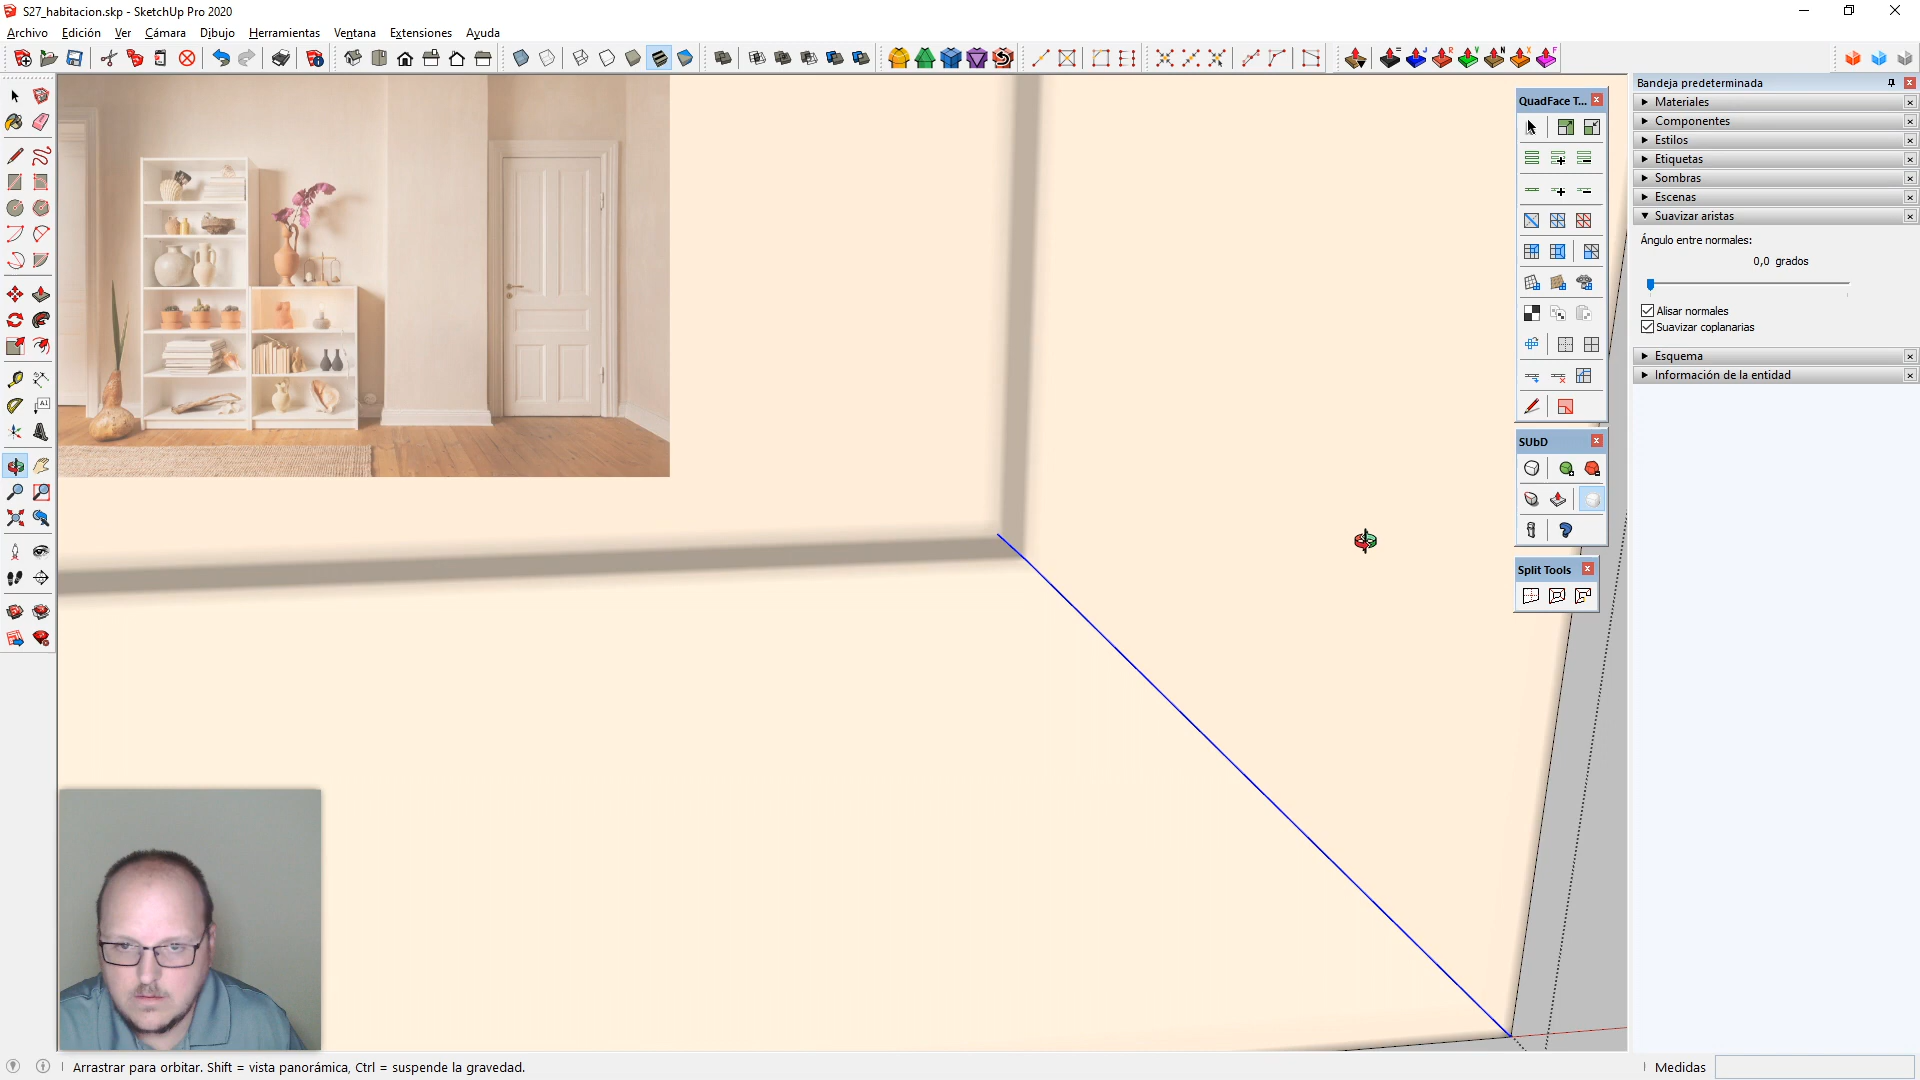 S27_habitacion.skp - SketchUp Pro 2020
Archivo Edición Ver Cámara Dibujo Herramientas Ventana Extensiones Ayuda
Bandeja predeterminada
Materiales
Componentes
Estilos
Etiquetas
Sombras
Escenas
Suavizar aristas
Ángulo entre normales:
0,0 grados
Alisar normales
Suavizar coplanarias
Esquema
Información de la entidad
QuadFace T...
SUbD
Split Tools
Arrastrar para orbitar. Shift = vista panorámica, Ctrl = suspende la gravedad.
Medidas